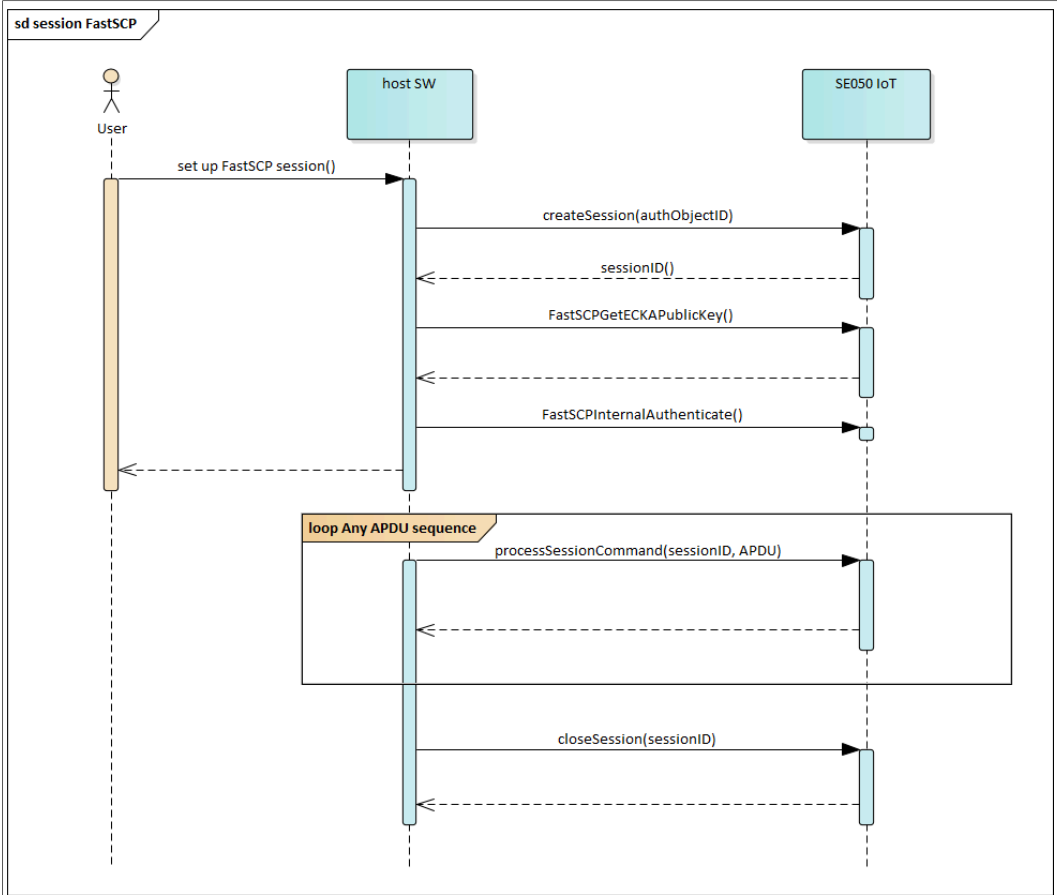 sd session FastSCP
host SW
SE050 IoT
User
set up FastSCP session()
createSession(authObjectID)
sessionID()
FastSCPGetECKAPublicKey()
FastSCPInternalAuthenticate()
loop Any APDU sequence
processSessionCommand(sessionID, APDU)
closeSession(sessionID)